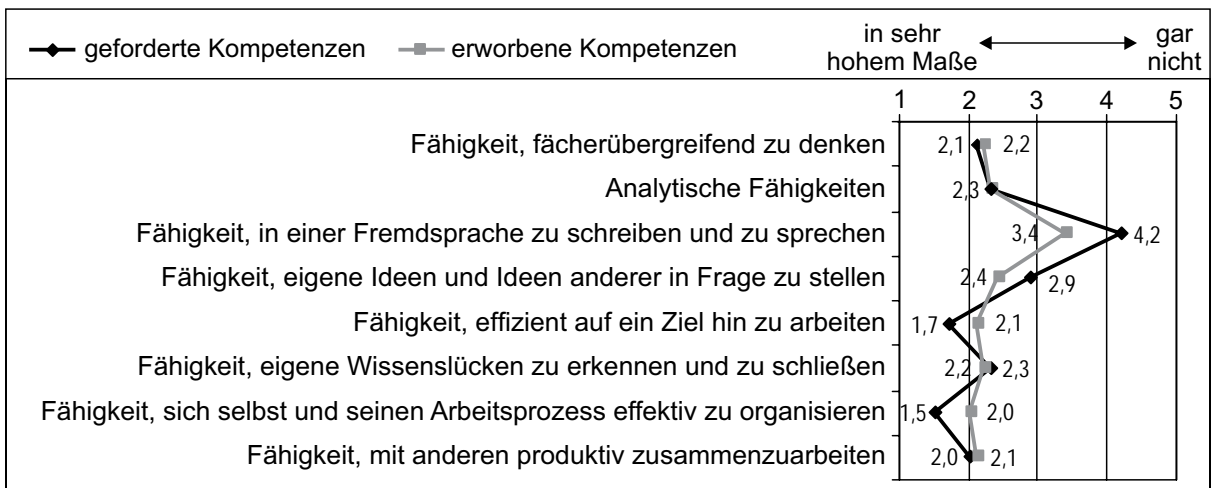 geforderte Kompetenzen erworbene Kompetenzen in sehr hohem Maße gar nicht
1 2 3 4 5
Fähigkeit, fächerübergreifend zu denken 2,1 2,2
Analytische Fähigkeiten 2,3
Fähigkeit, in einer Fremdsprache zu schreiben und zu sprechen 3,4 4,2
Fähigkeit, eigene Ideen und Ideen anderer in Frage zu stellen 2,4 2,9
Fähigkeit, effizient auf ein Ziel hin zu arbeiten 1,7 2,1
Fähigkeit, eigene Wissenslücken zu erkennen und zu schließen 2,2 2,3
Fähigkeit, sich selbst und seinen Arbeitsprozess effektiv zu organisieren 1,5 2,0
Fähigkeit, mit anderen produktiv zusammenzuarbeiten 2,0 2,1